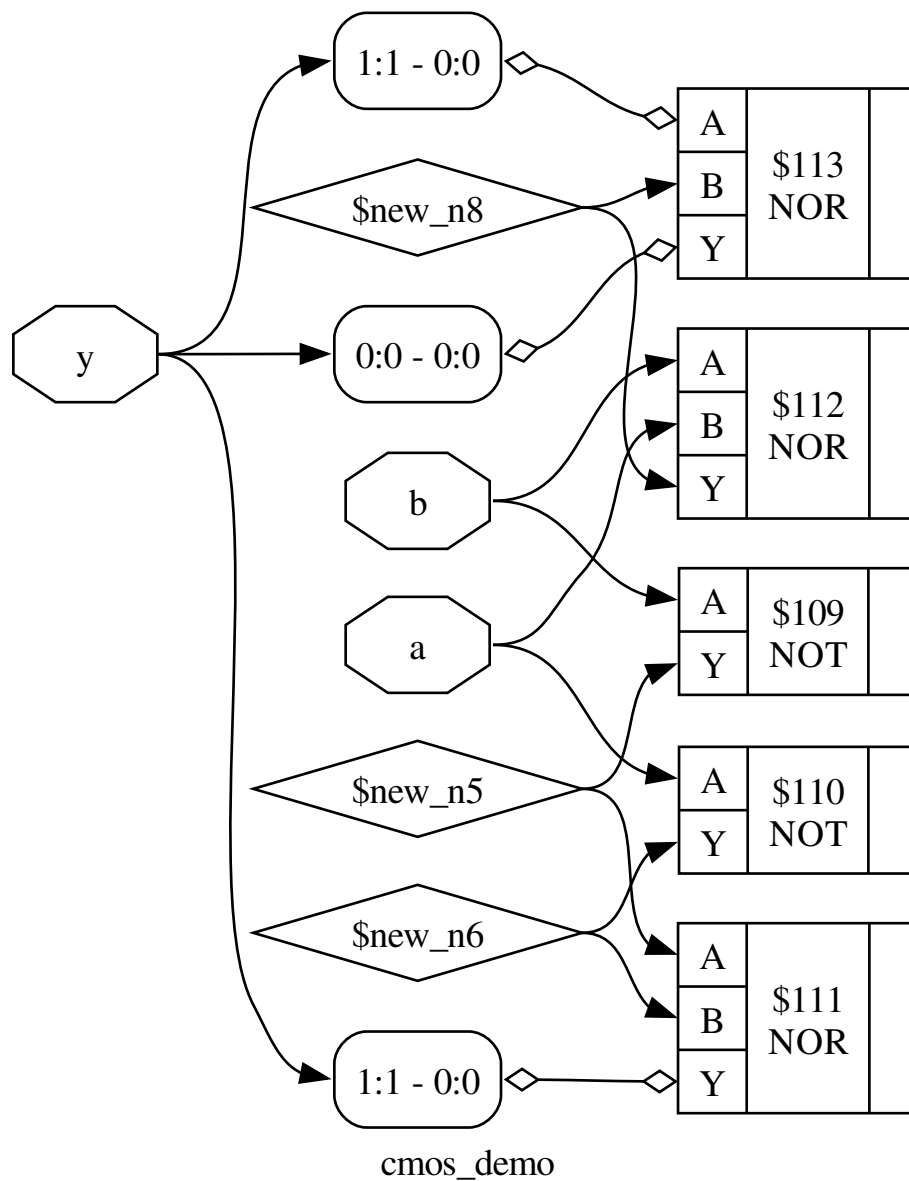 1:1 - 0:0
A
$113
NOR
B
Y
$new_n8
y
0:0 - 0:0
A
$112
NOR
B
Y
b
a
A
$109
NOT
Y
$new_n5
A
$110
NOT
Y
$new_n6
A
$111
NOR
B
Y
1:1 - 0:0
cmos_demo